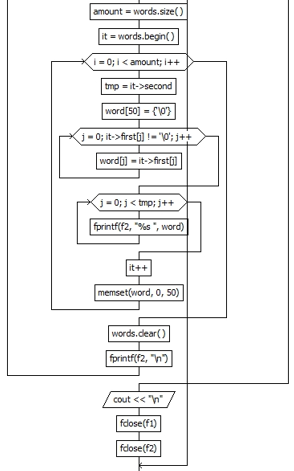 amount = words.size( )
it = words.begin( )
i = 0; i < amount; i++
tmp = it->second
word[50] = {'\0'}
j = 0; it->first[j] != '\0'; j++
word[j] = it->first[j]
j = 0; j < tmp; j++
fprintf(f2, "%s ", word)
it++
memset(word, 0, 50)
words.clear( )
fprintf(f2, "\n")
cout << "\n"
fclose(f1)
fclose(f2)